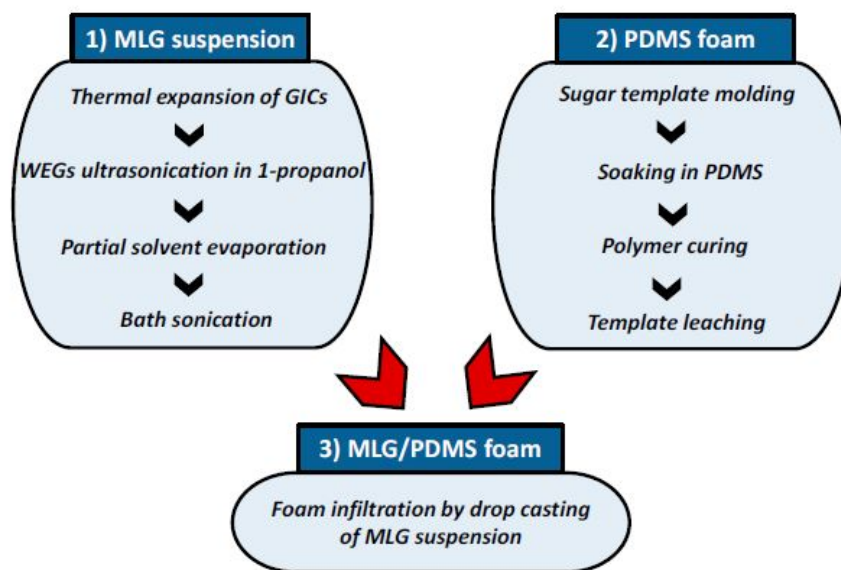 1) MLG suspension
Thermal expansion of GICs
WEGs ultrasonication in 1-propanol
Partial solvent evaporation
Bath sonication
2) PDMS foam
Sugar template molding
Soaking in PDMS
Polymer curing
Template leaching
3) MLG/PDMS foam
Foam infiltration by drop casting
of MLG suspension